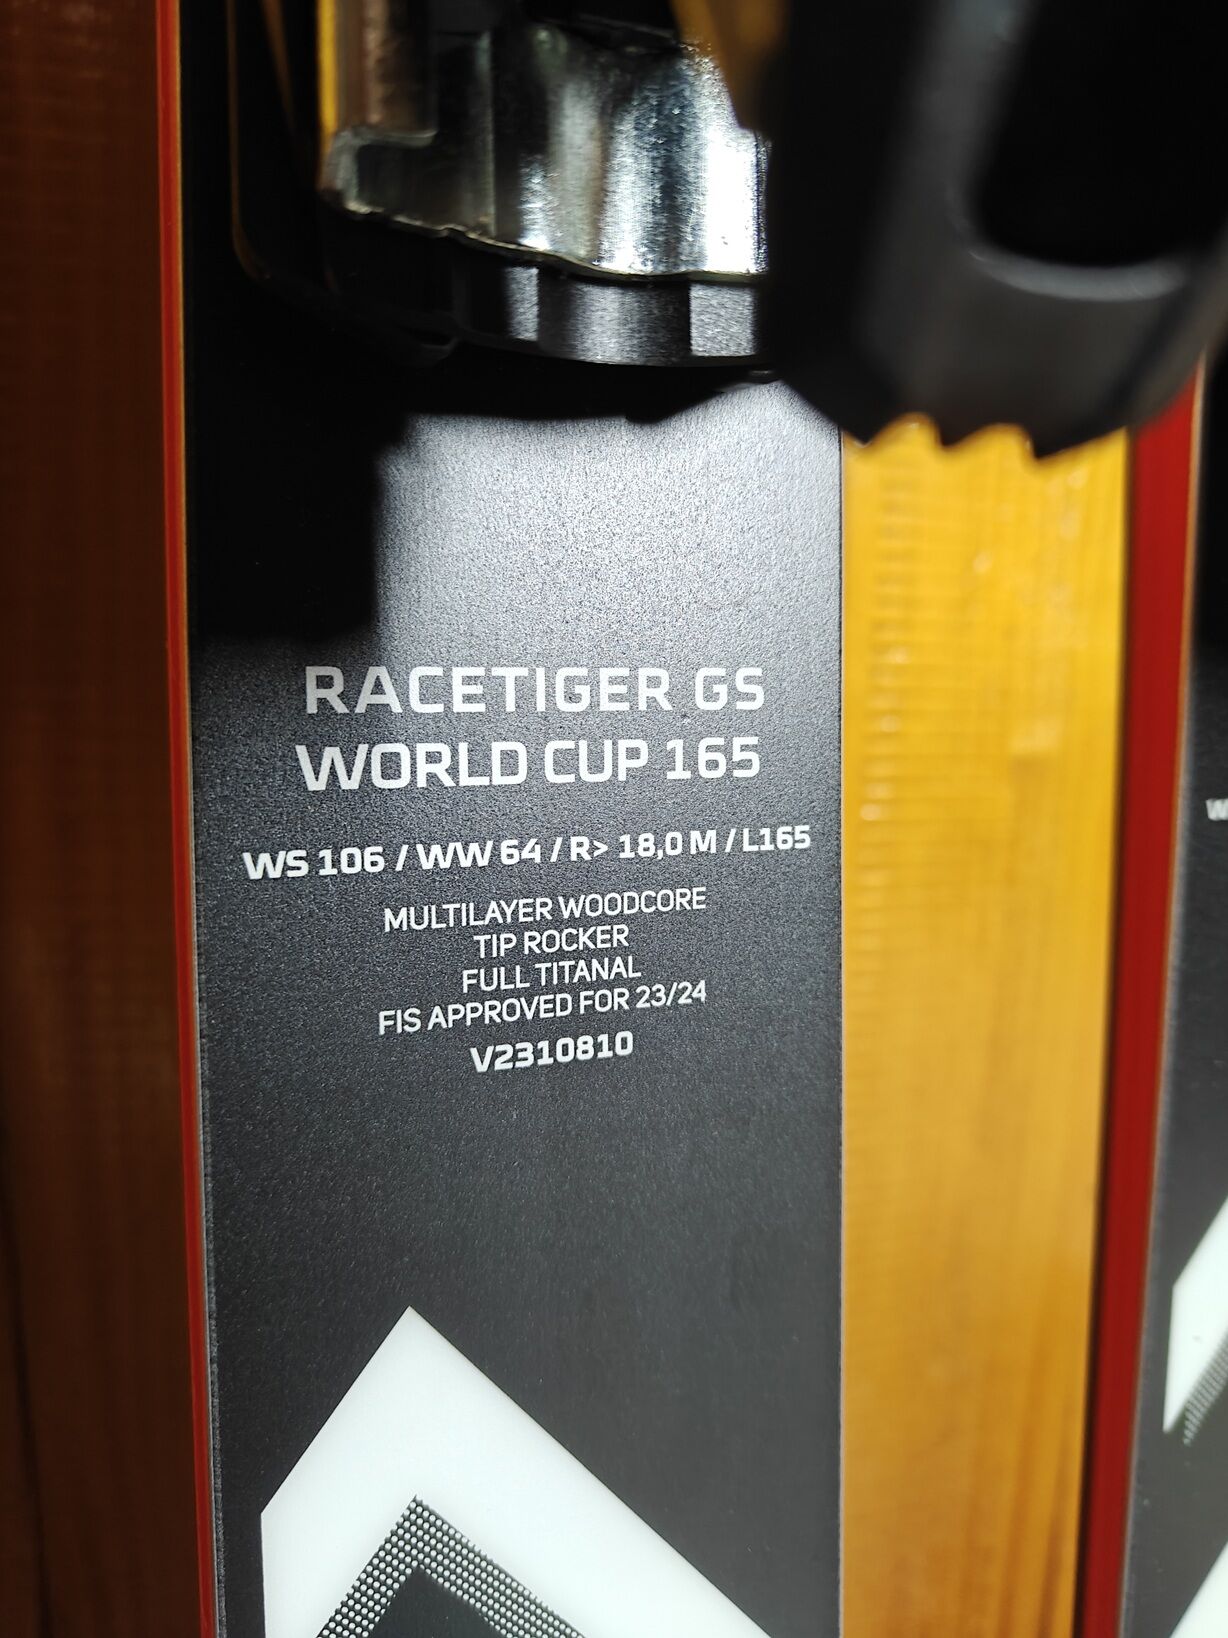 RACETIGER GS
WORLD CUP 165
WS 106 / WW 64 / R> 18,0 M / L165
MULTILAYER WOODCORE
TIP ROCKER
FULL TITANAL
FIS APPROVED FOR 23/24
V2310810